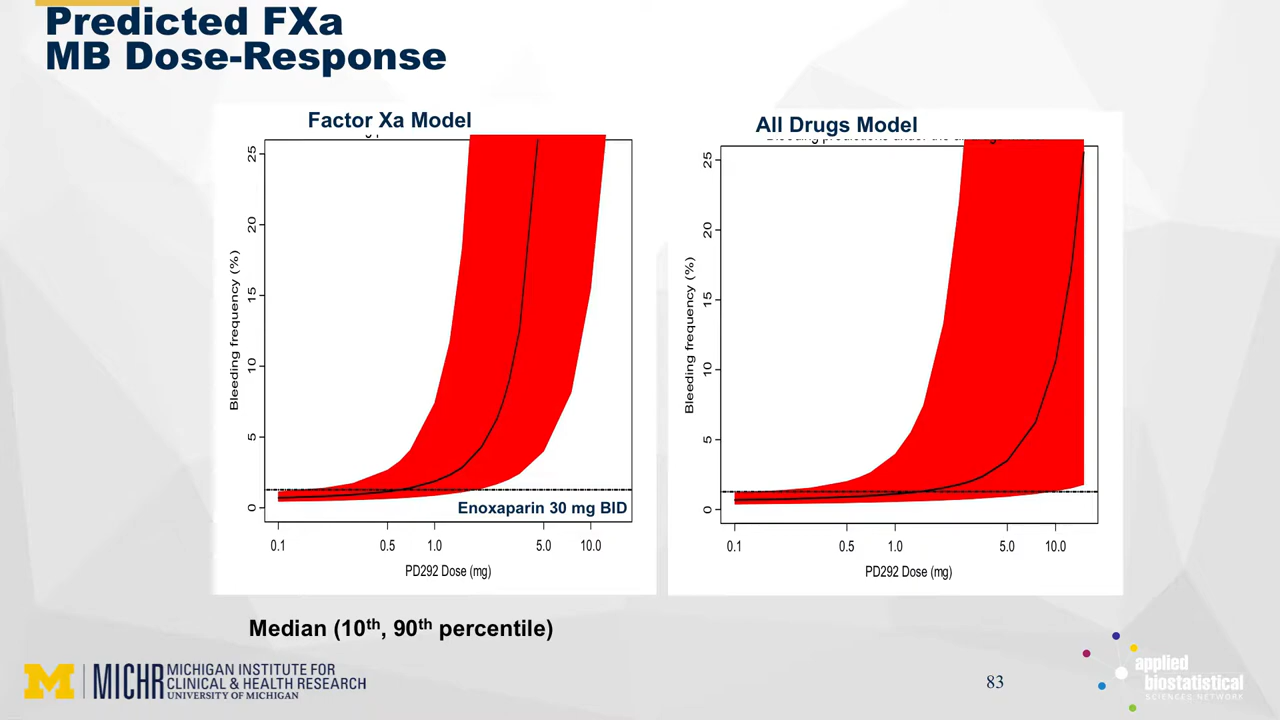 Predicted FXa
MB Dose-Response
Factor Xa Model
25
20
15
10
5
0
Bleeding frequency (%)
Enoxaparin 30 mg BID
0.1
0.5
1.0
5.0
10.0
PD292 Dose (mg)
All Drugs Model
25
20
15
10
5
0
Bleeding frequency (%)
0.1
0.5
1.0
5.0
10.0
PD292 Dose (mg)
Median (10th, 90th percentile)
M
MICHR
MICHIGAN INSTITUTE FOR
CLINICAL & HEALTH RESEARCH
UNIVERSITY OF MICHIGAN
83
applied
biostatistical
SCIENCES NETWORK